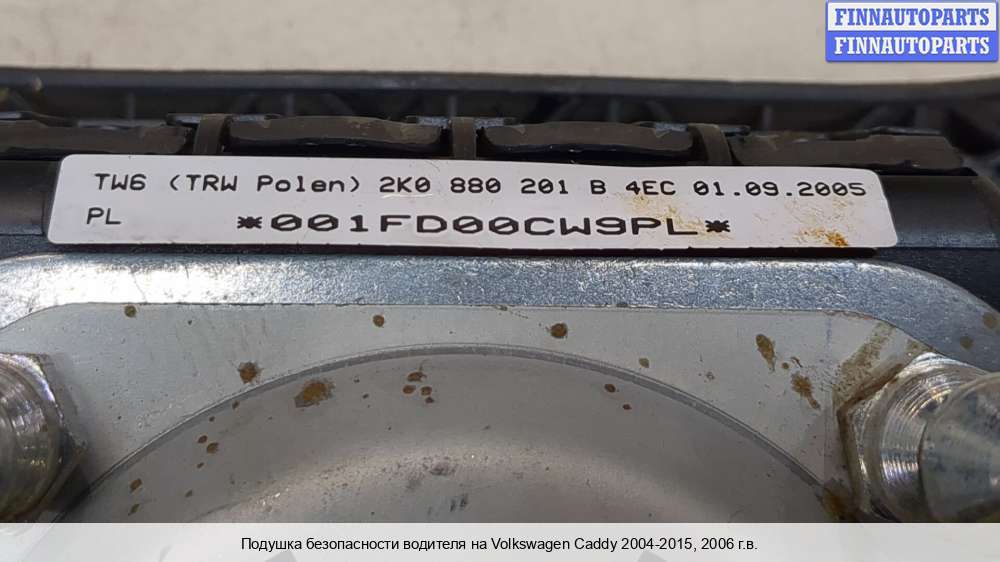 FINNAUTOPARTS
FINNAUTOPARTS
TW6 (TRW Polen) 2K0 880 201 B 4EC 01.09.2005
PL *001FD00CW9PL*
Подушка безопасности водителя на Volkswagen Caddy 2004-2015, 2006 г.в.